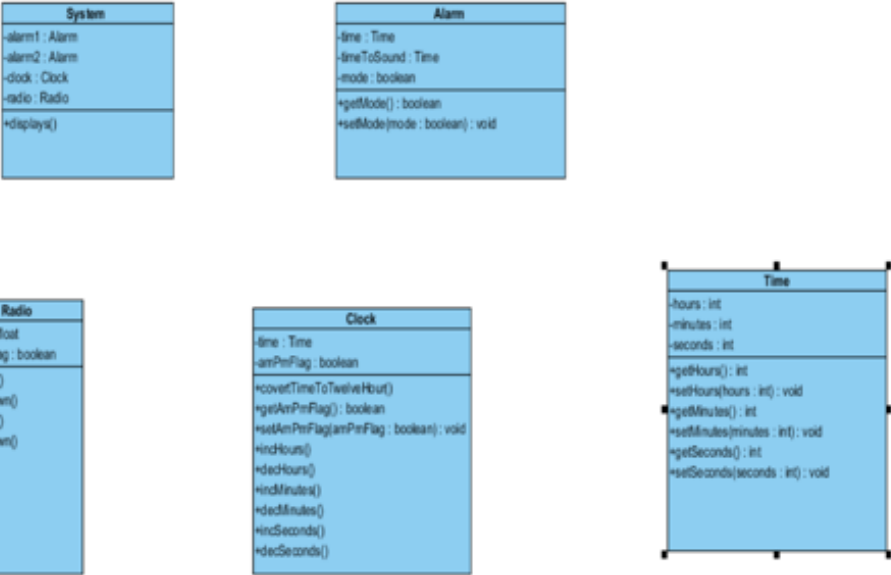 System
-alarm1 : Alarm
-alarm2 : Alarm
-clock : Clock
-radio : Radio
+displays()
Alarm
-time : Time
-timeToSound : Time
-mode : boolean
+getMode() : boolean
+setMode(mode : boolean) : void
Radio
float
ag : boolean
)
wn()
)
wn()
Clock
-time : Time
-amPmFlag : boolean
+covertTimeToTwelveHour()
+getAmPmFlag() : boolean
+setAmPmFlag(amPmFlag : boolean) : void
+incHours()
+decHours()
+incMinutes()
+decMinutes()
+incSeconds()
+decSeconds()
Time
-hours : int
-minutes : int
-seconds : int
+getHours() : int
+setHours(hours : int) : void
+getMinutes() : int
+setMinutes(minutes : int) : void
+getSeconds() : int
+setSeconds(seconds : int) : void